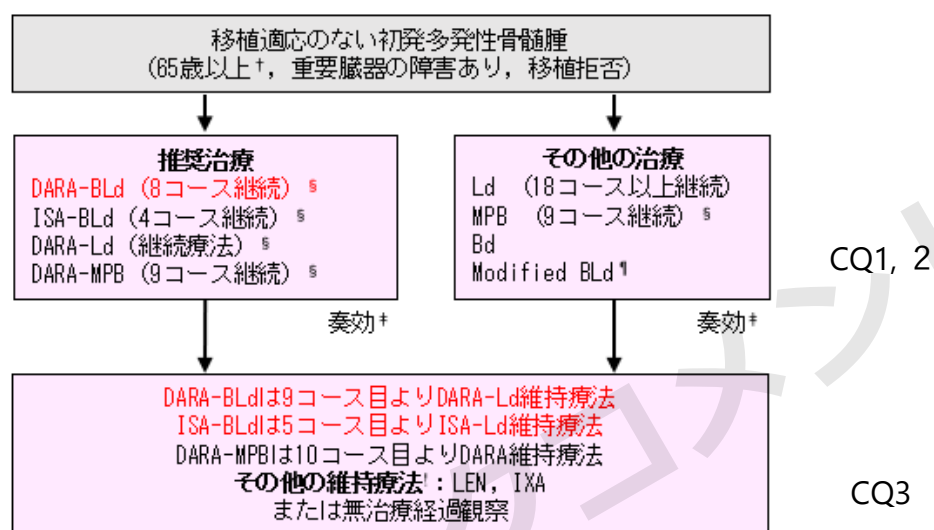 移植適応のない初発多発性骨髄腫
(65歳以上†, 重要臓器の障害あり, 移植拒否)
推奨治療
DARA-BLd (8コース継続) §
ISA-BLd (4コース継続) §
DARA-Ld (継続療法) §
DARA-MPB (9コース継続) §
その他の治療
Ld (18コース以上継続)
MPB (9コース継続) §
Bd
Modified BLd¶
CQ1, 2
奏効‡
奏効‡
DARA-BLdは9コース目よりDARA-Ld維持療法
ISA-BLdは5コース目よりISA-Ld維持療法
DARA-MPBは10コース目よりDARA維持療法
その他の維持療法：LEN, IXA
または無治療経過観察
CQ3